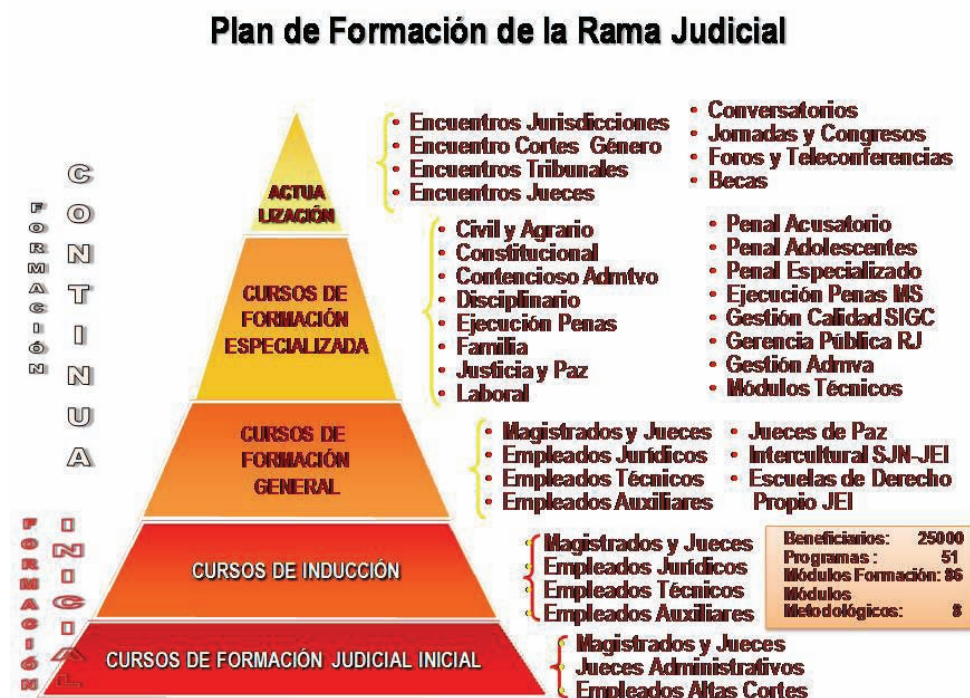 Plan de Formación de la Rama Judicial
FORMACIÓN
CONTINUA
ACTUA
LIZACIÓN
• Encuentros Jurisdicciones
• Encuentro Cortes Género
• Encuentros Tribunales
• Encuentros Jueces
• Conversatorios
• Jornadas y Congresos
• Foros y Teleconferencias
• Becas
CURSOS DE
FORMACIÓN
ESPECIALIZADA
• Civil y Agrario
• Constitucional
• Contencioso Admtvo
• Disciplinario
• Ejecución Penas
• Familia
• Justicia y Paz
• Laboral
• Penal Acusatorio
• Penal Adolescentes
• Penal Especializado
• Ejecución Penas MS
• Gestión Calidad SIGC
• Gerencia Pública RJ
• Gestión Admva
• Módulos Técnicos
CURSOS DE
FORMACIÓN
GENERAL
• Magistrados y Jueces
• Empleados Jurídicos
• Empleados Técnicos
• Empleados Auxiliares
• Jueces de Paz
• Intercultural SJN-JEI
• Escuelas de Derecho
Propio JEI
FORMACIÓN
INICIAL
CURSOS DE INDUCCIÓN
• Magistrados y Jueces
• Empleados Jurídicos
• Empleados Técnicos
• Empleados Auxiliares
Beneficiarios: 25000
Programas : 51
Módulos Formación: 86
Módulos
Metodológicos: 8
CURSOS DE FORMACIÓN JUDICIAL INICIAL
• Magistrados y Jueces
• Jueces Administrativos
• Empleados Altas Cortes